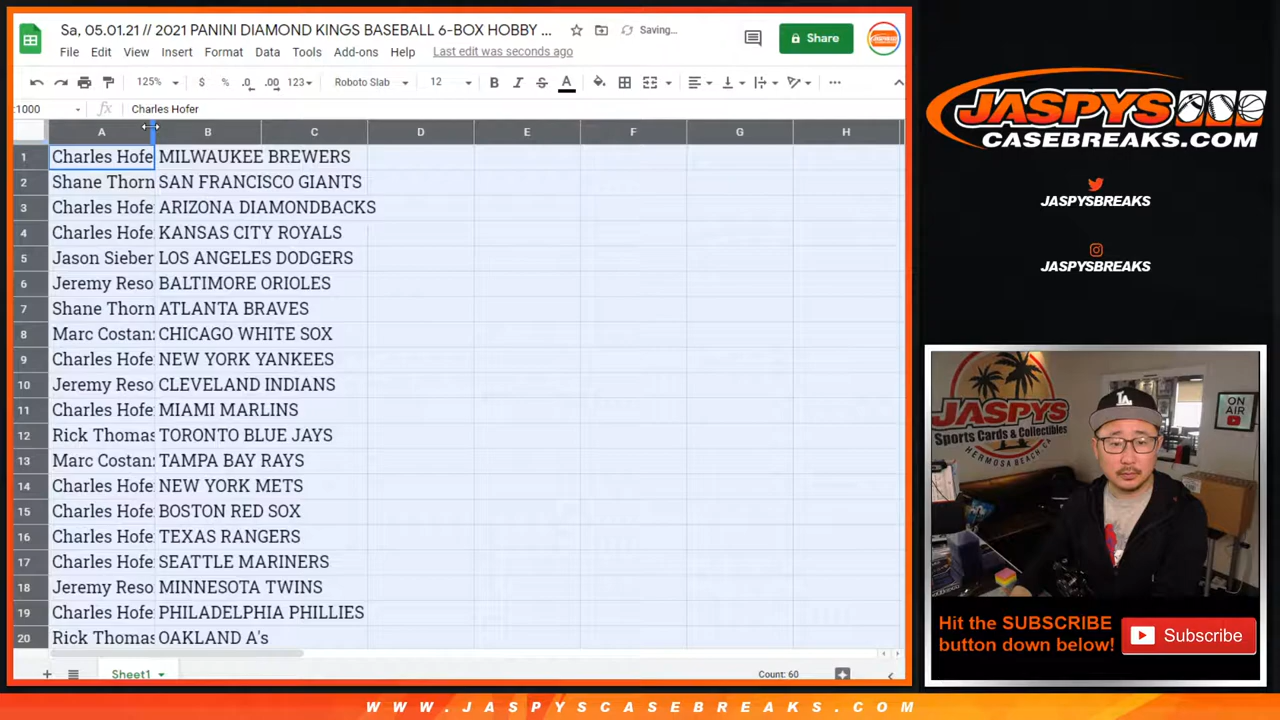 Sa, 05.01.21 // 2021 PANINI DIAMOND KINGS BASEBALL 6-BOX HOBBY ...
Saving...
Share
File Edit View Insert Format Data Tools Add-ons Help Last edit was seconds ago
125% $ % .0 .00 123 Roboto Slab 12 B I S A
:1000 fx Charles Hofer
A B C D E F G H
1 Charles Hofe MILWAUKEE BREWERS
2 Shane Thorn SAN FRANCISCO GIANTS
3 Charles Hofe ARIZONA DIAMONDBACKS
4 Charles Hofe KANSAS CITY ROYALS
5 Jason Sieber LOS ANGELES DODGERS
6 Jeremy Reso BALTIMORE ORIOLES
7 Shane Thorn ATLANTA BRAVES
8 Marc Costan CHICAGO WHITE SOX
9 Charles Hofe NEW YORK YANKEES
10 Jeremy Reso CLEVELAND INDIANS
11 Charles Hofe MIAMI MARLINS
12 Rick Thomas TORONTO BLUE JAYS
13 Marc Costan TAMPA BAY RAYS
14 Charles Hofe NEW YORK METS
15 Charles Hofe BOSTON RED SOX
16 Charles Hofe TEXAS RANGERS
17 Charles Hofe SEATTLE MARINERS
18 Jeremy Reso MINNESOTA TWINS
19 Charles Hofe PHILADELPHIA PHILLIES
20 Rick Thomas OAKLAND A's
Sheet1
Count: 60
JASPYS
CASEBREAKS.COM
JASPYSBREAKS
JASPYSBREAKS
JASPYS
Sports Cards & Collectibles
HERMOSA BEACH, CA
LA
ON
AIR
Hit the SUBSCRIBE
button down below!
Subscribe
WWW.JASPYSCASEBREAKS.COM